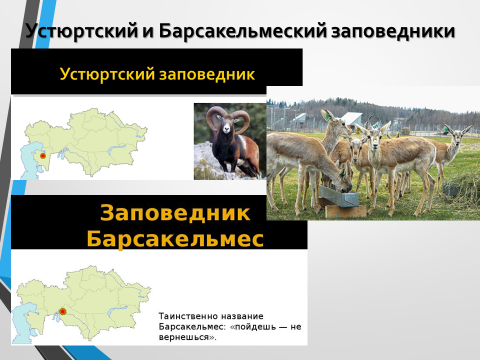 Устюртский и Барсакельмеский заповедники
Устюртский заповедник
Заповедник
Барсакельмес
Таинственно название
Барсакельмес: «пойдешь — не
вернешься».